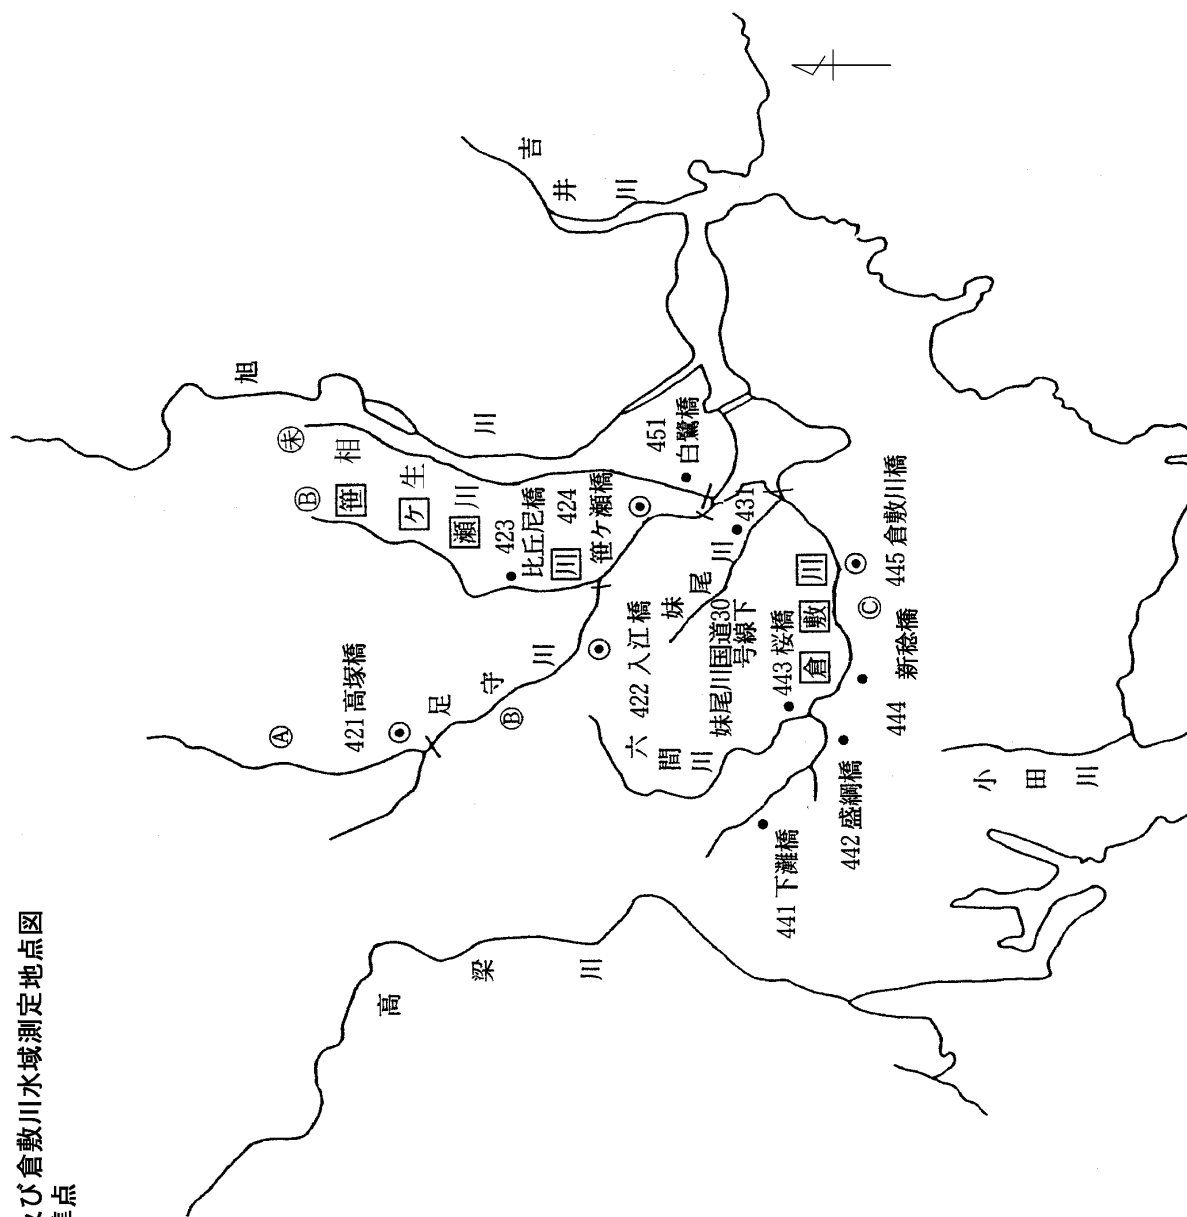 び倉敷川水域測定地点図
点
旭
川
吉
井
川
未
相
生
川
Ⓑ
笹
ケ
瀬
川
423
比丘尼橋
424
笹ケ瀬橋
451
白鷺橋
431
妹
尾
川
妹尾川国道30
号線下
Ⓐ
421 高塚橋
足
守
川
Ⓑ
422 入江橋
六
間
川
443 桜橋
倉
敷
川
445 倉敷川橋
Ⓒ
444 新稔橋
442 盛綱橋
441 下灘橋
小
田
川
高
梁
川